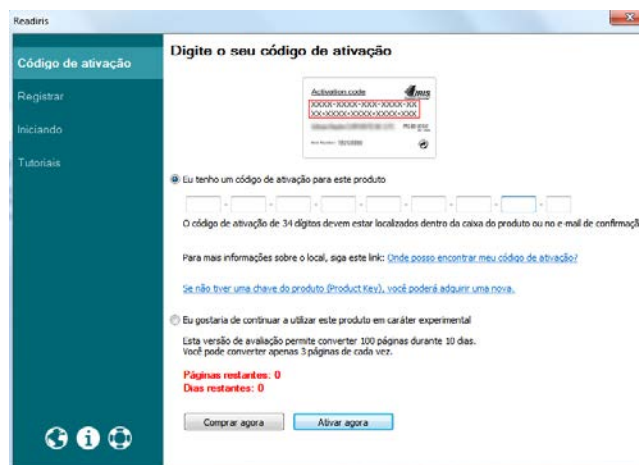 Readiris
Código de ativação
Registrar
Iniciando
Tutoriais
Digite o seu código de ativação
Activation code
IRIS
XXXX-XXXX-XXXX-XXXX-XX
XX-XXXX-XXXX-XXXX-XXXX
Eu tenho um código de ativação para este produto
- - - - - - - -
O código de ativação de 34 dígitos devem estar localizados dentro da caixa do produto ou no e-mail de confirmaçã
Para mais informações sobre o local, siga este link: Onde posso encontrar meu código de ativação?
Se não tiver uma chave do produto (Product Key), você poderá adquirir uma nova.
Eu gostaria de continuar a utilizar este produto em caráter experimental
Esta versão de avaliação permite converter 100 páginas durante 10 dias.
Você pode converter apenas 3 páginas de cada vez.
Páginas restantes: 0
Dias restantes: 0
Comprar agora
Ativar agora